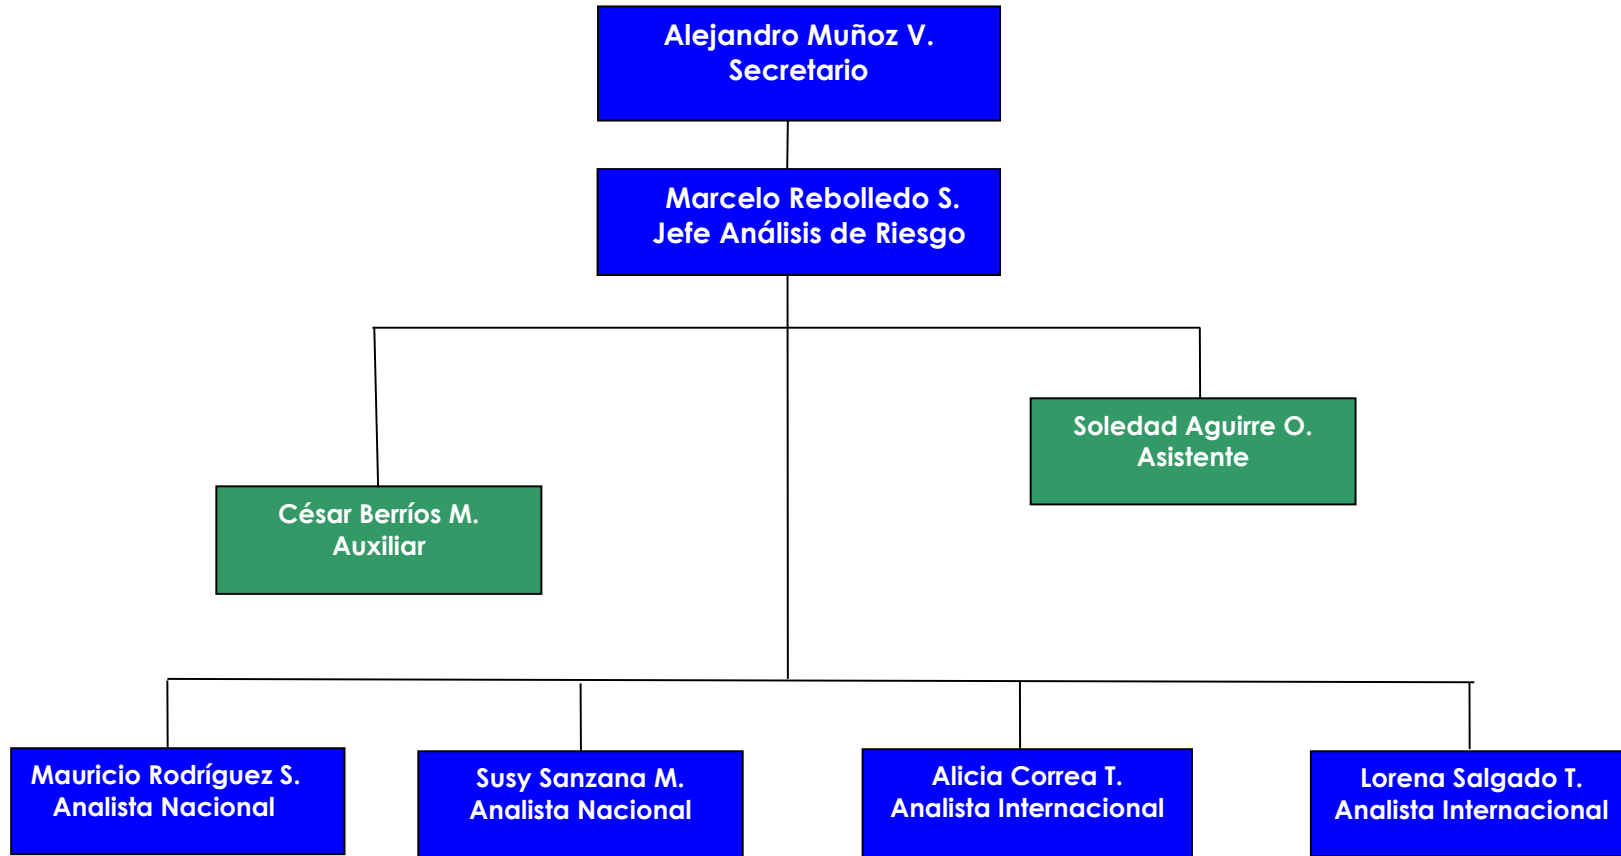 Alejandro Muñoz V.
Secretario
Marcelo Rebolledo S.
Jefe Análisis de Riesgo
Soledad Aguirre O.
Asistente
César Berríos M.
Auxiliar
Mauricio Rodríguez S.
Analista Nacional
Susy Sanzana M.
Analista Nacional
Alicia Correa T.
Analista Internacional
Lorena Salgado T.
Analista Internacional